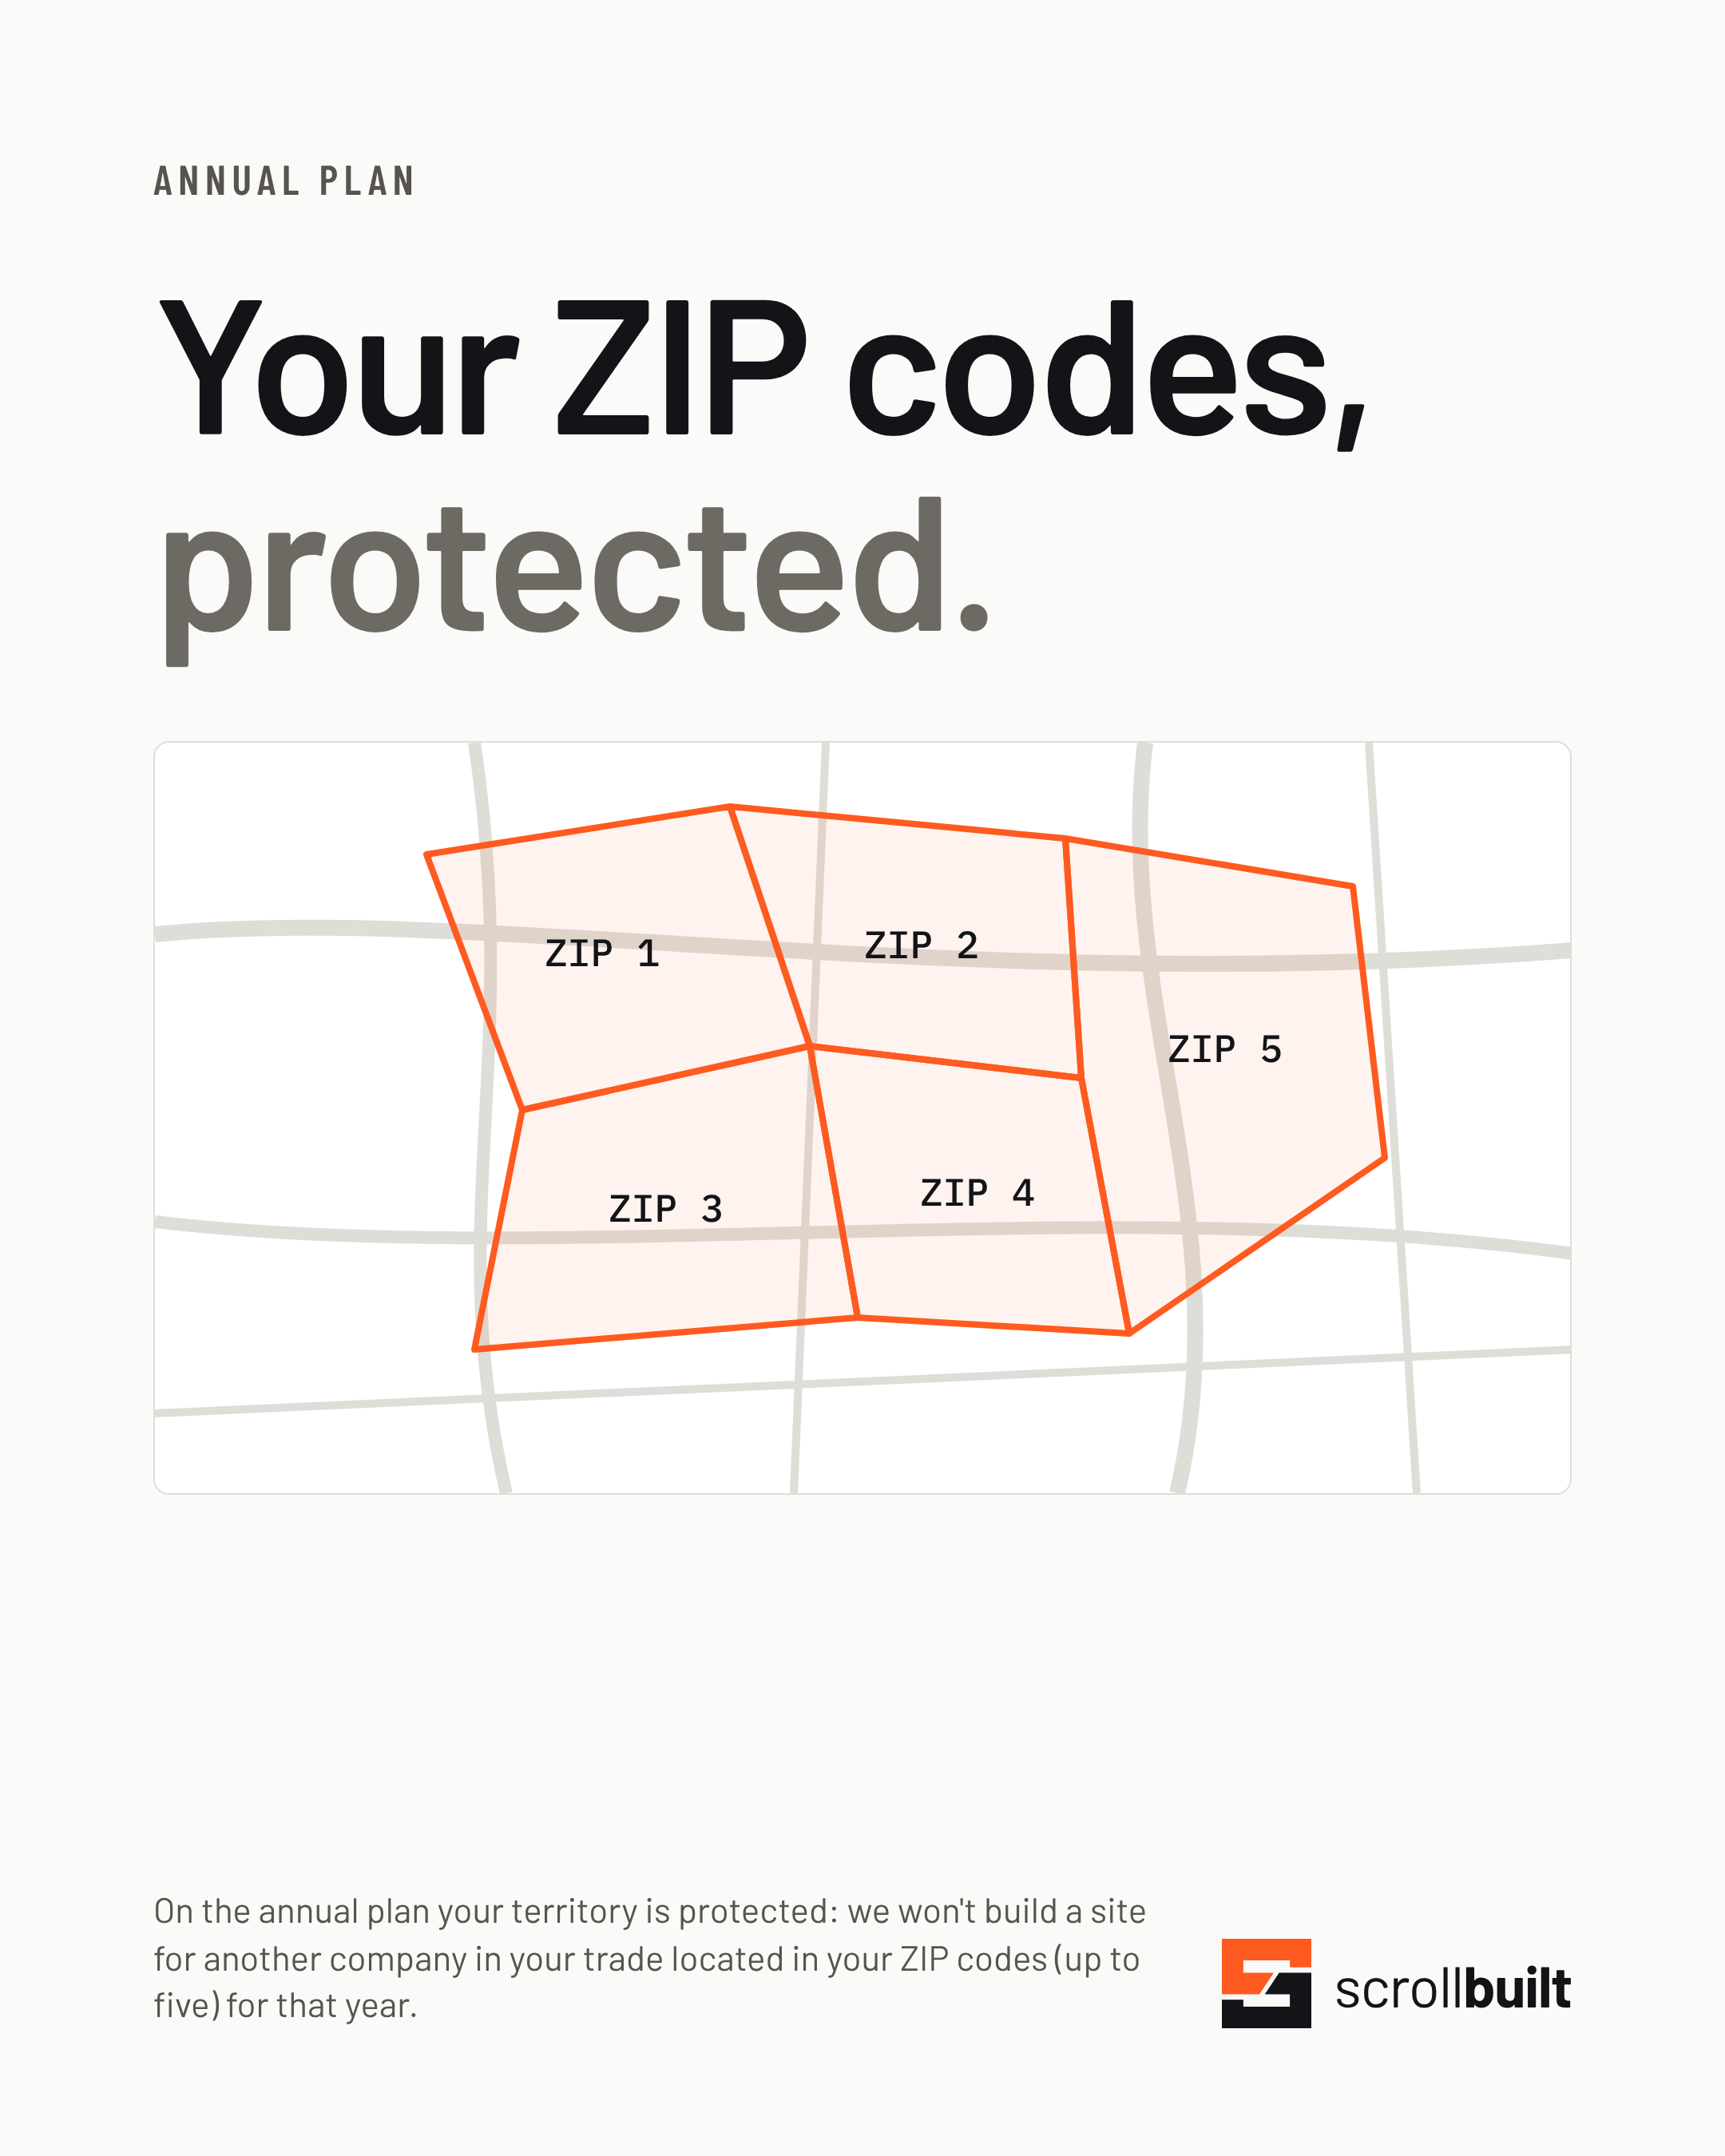 ANNUAL PLAN
Your ZIP codes,
protected.
ZIP 1
ZIP 2
ZIP 5
ZIP 3
ZIP 4
On the annual plan your territory is protected: we won't build a site
for another company in your trade located in your ZIP codes (up to
five) for that year.
scrollbuilt